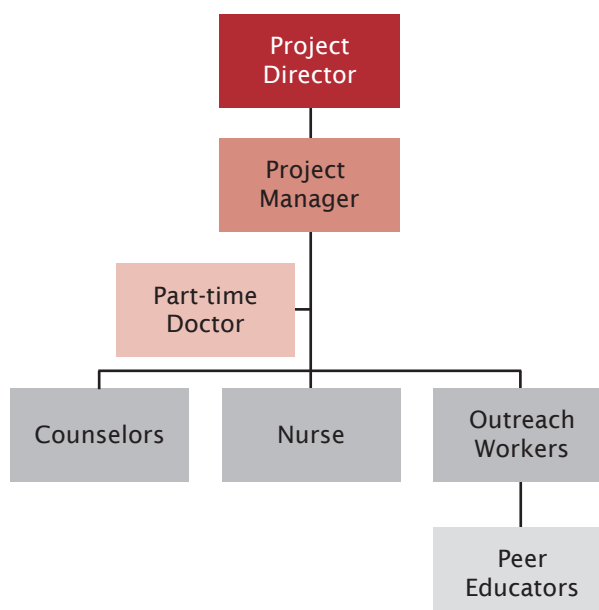 Project
Director
Project
Manager
Part-time
Doctor
Counselors
Nurse
Outreach
Workers
Peer
Educators